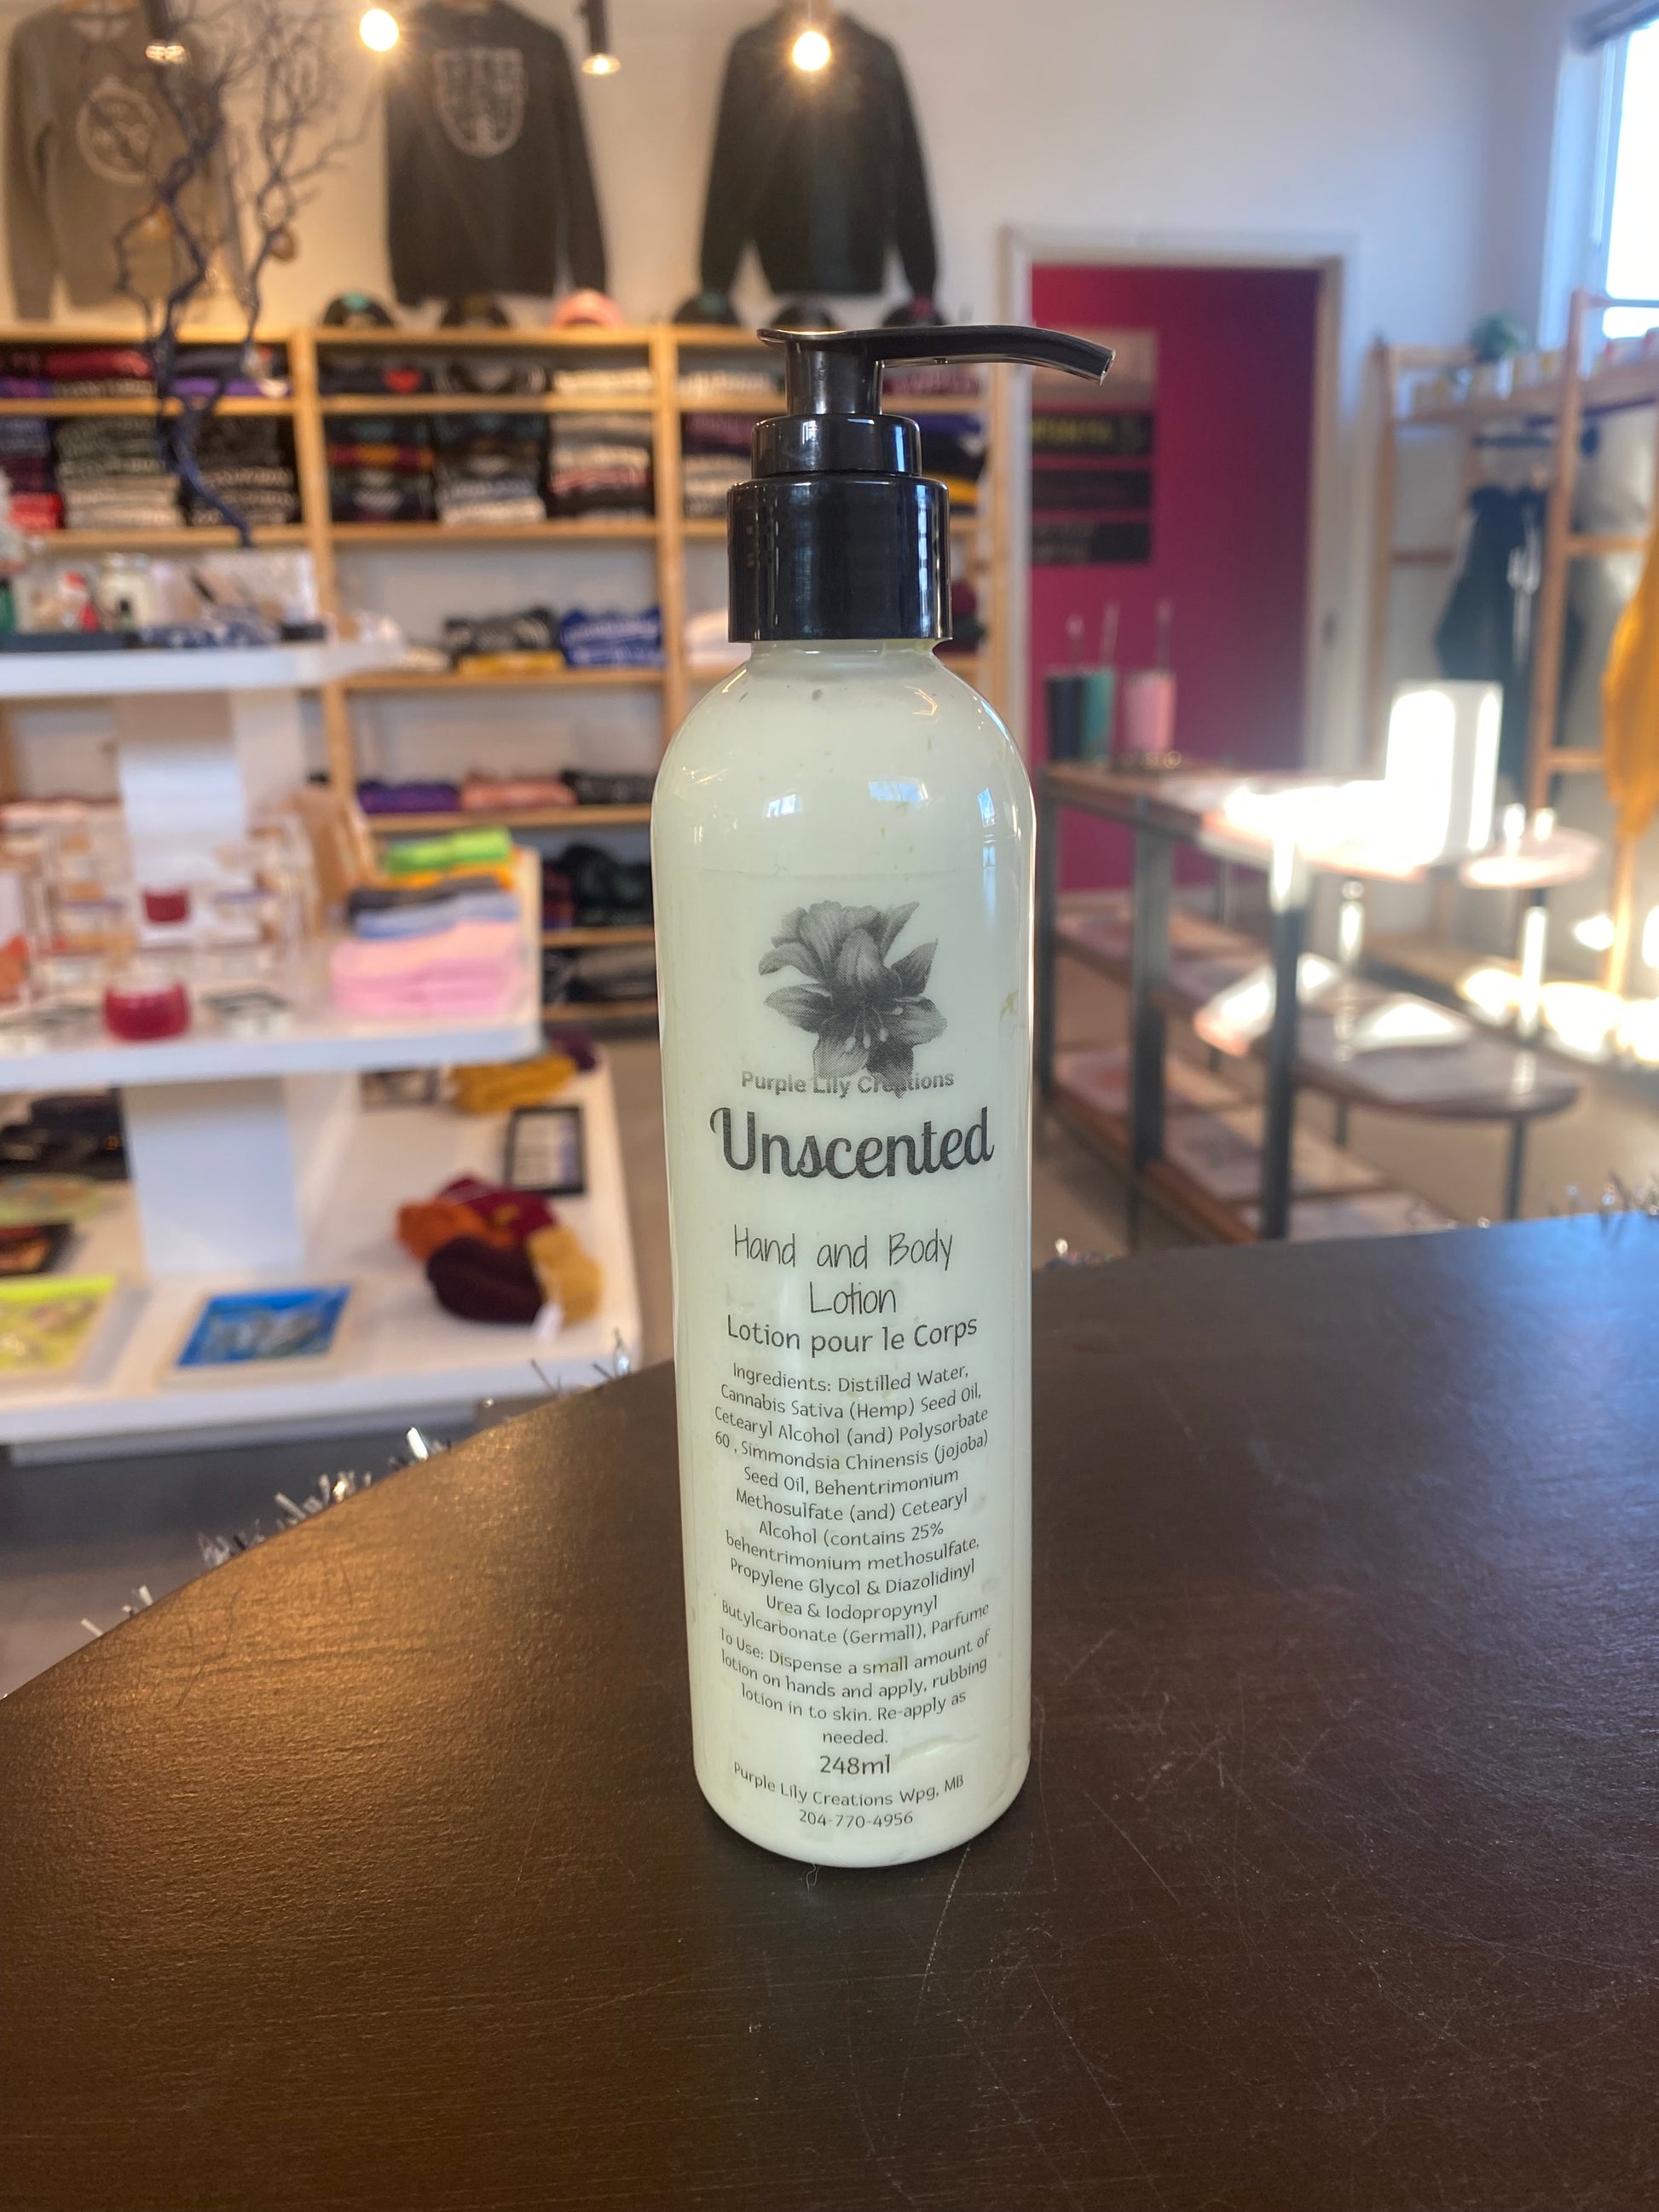 Purple Lily Creations
Unscented
Hand and Body
Lotion
Lotion pour le Corps
Ingredients: Distilled Water,
Cannabis Sativa (Hemp) Seed Oil,
Cetearyl Alcohol (and) Polysorbate
60 , Simmondsia Chinensis (jojoba)
Seed Oil, Behentrimonium
Methosulfate (and) Cetearyl
Alcohol (contains 25%
behentrimonium methosulfate,
Propylene Glycol & Diazolidinyl
Urea & Iodopropynyl
Butylcarbonate (Germall), Parfume
To Use: Dispense a small amount of
lotion on hands and apply, rubbing
lotion in to skin. Re-apply as
needed.
248ml
Purple Lily Creations Wpg, MB
204-770-4956